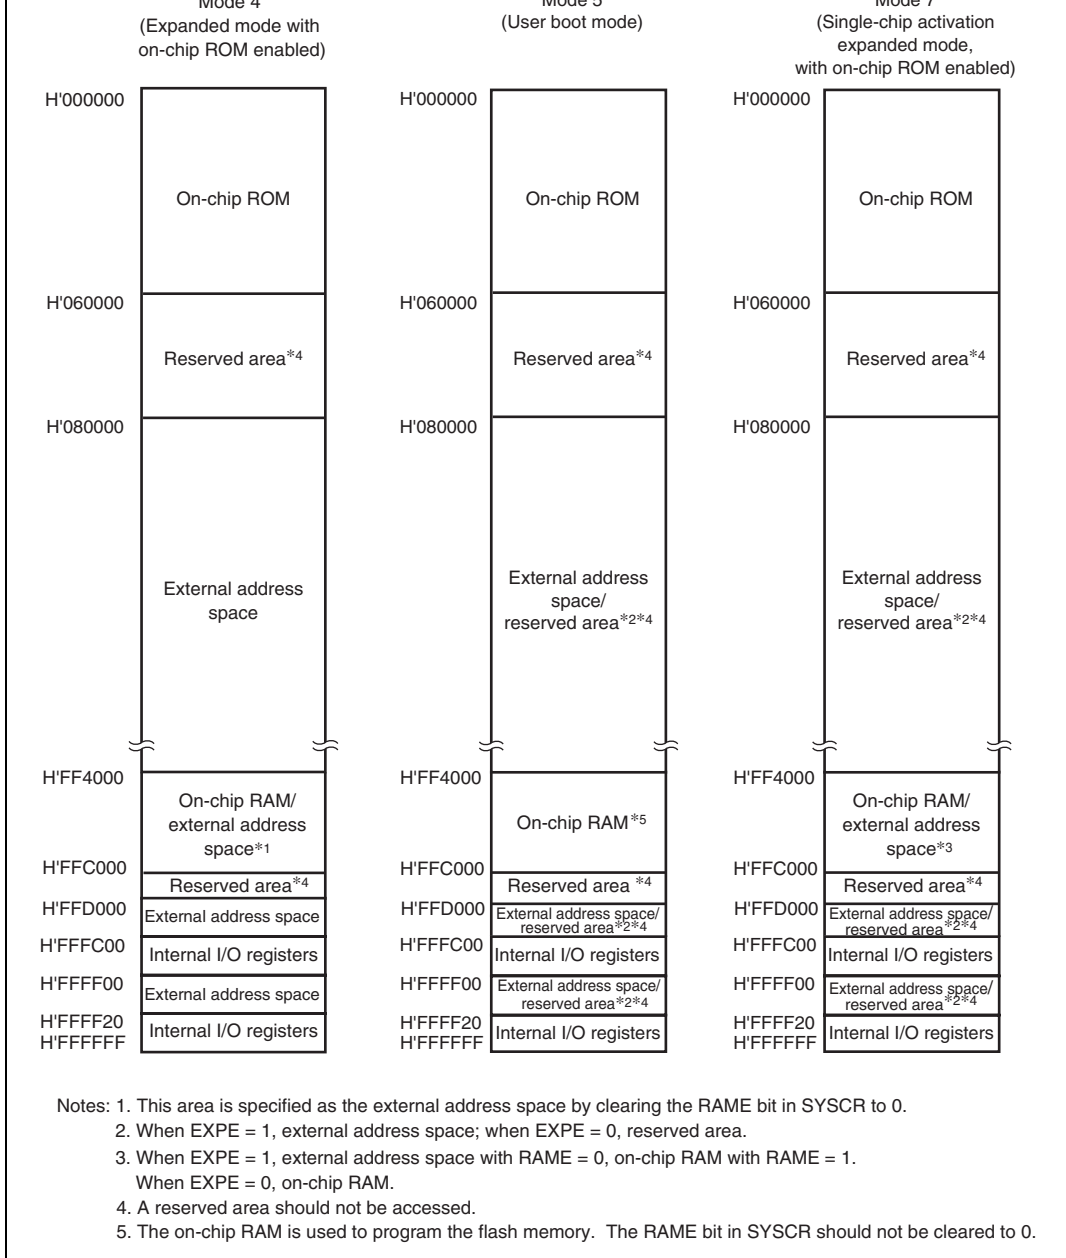 Mode 4
(Expanded mode with
on-chip ROM enabled)
H'000000
On-chip ROM
H'060000
Reserved area*4
H'080000
External address
space
H'FF4000
On-chip RAM/
external address
space*1
H'FFC000
Reserved area*4
H'FFD000
External address space
H'FFFC00
Internal I/O registers
H'FFFF00
External address space
H'FFFF20
Internal I/O registers
H'FFFFFF
Mode 5
(User boot mode)
H'000000
On-chip ROM
H'060000
Reserved area*4
H'080000
External address
space/
reserved area*2*4
H'FF4000
On-chip RAM*5
H'FFC000
Reserved area *4
H'FFD000
External address space/
reserved area*2*4
H'FFFC00
Internal I/O registers
H'FFFF00
External address space/
reserved area*2*4
H'FFFF20
Internal I/O registers
H'FFFFFF
Mode 7
(Single-chip activation
expanded mode,
with on-chip ROM enabled)
H'000000
On-chip ROM
H'060000
Reserved area*4
H'080000
External address
space/
reserved area*2*4
H'FF4000
On-chip RAM/
external address
space*3
H'FFC000
Reserved area*4
H'FFD000
External address space/
reserved area*2*4
H'FFFC00
Internal I/O registers
H'FFFF00
External address space/
reserved area*2*4
H'FFFF20
Internal I/O registers
H'FFFFFF
Notes: 1. This area is specified as the external address space by clearing the RAME bit in SYSCR to 0.
2. When EXPE = 1, external address space; when EXPE = 0, reserved area.
3. When EXPE = 1, external address space with RAME = 0, on-chip RAM with RAME = 1.
When EXPE = 0, on-chip RAM.
4. A reserved area should not be accessed.
5. The on-chip RAM is used to program the flash memory. The RAME bit in SYSCR should not be cleared to 0.